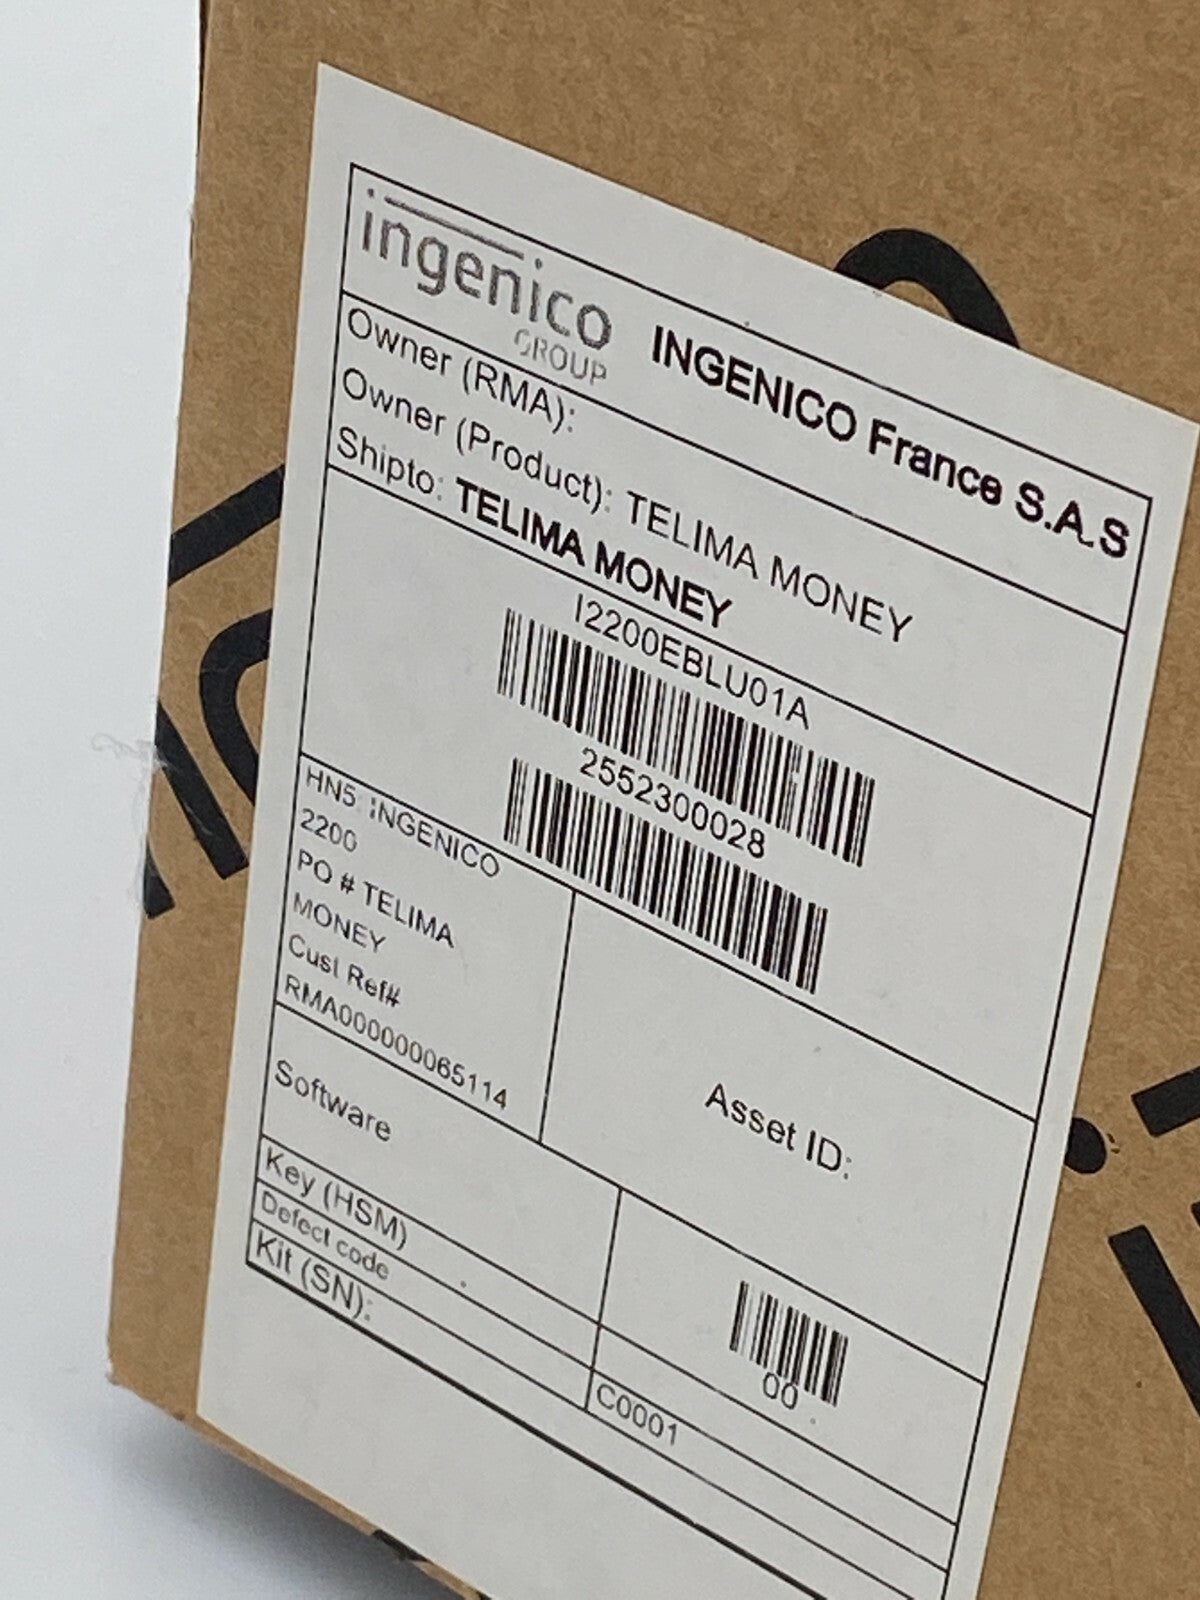 ingenico
GROUP
INGENICO France S.A.S
Owner (RMA):
Owner (Product): TELIMA MONEY
Shipto: TELIMA MONEY
I2200EBLU01A
2552300028
HN5 :INGENICO
2200
PO # TELIMA
MONEY
Cust Ref#
RMA000000065114
Asset ID:
Software
00
Key (HSM)
Defect code
C0001
Kit (SN):